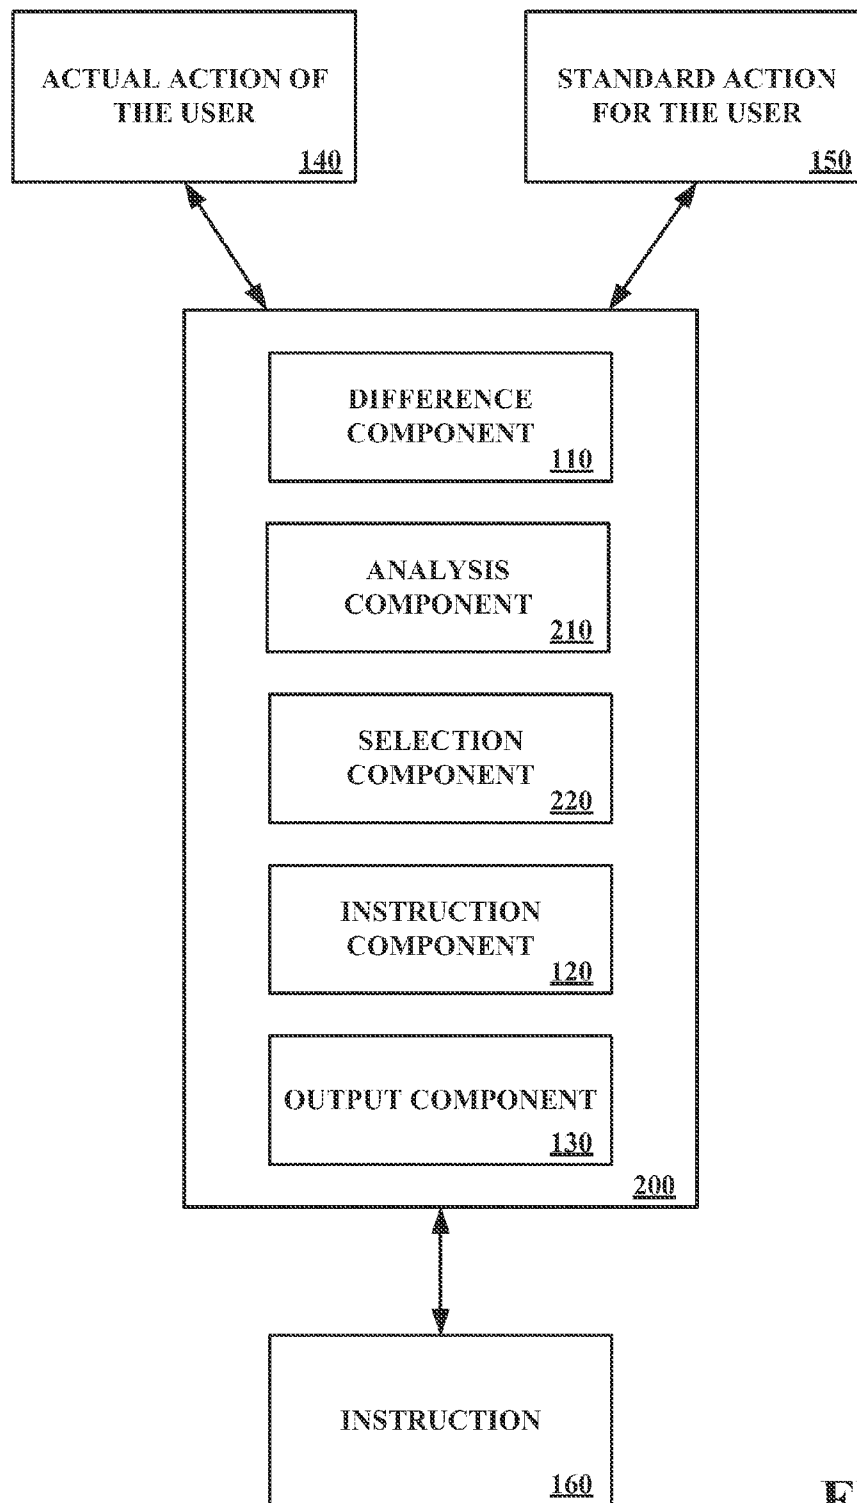 ACTUAL ACTION OF
THE USER
140
STANDARD ACTION
FOR THE USER
150
DIFFERENCE
COMPONENT
110
ANALYSIS
COMPONENT
210
SELECTION
COMPONENT
220
INSTRUCTION
COMPONENT
120
OUTPUT COMPONENT
130
200
INSTRUCTION
160